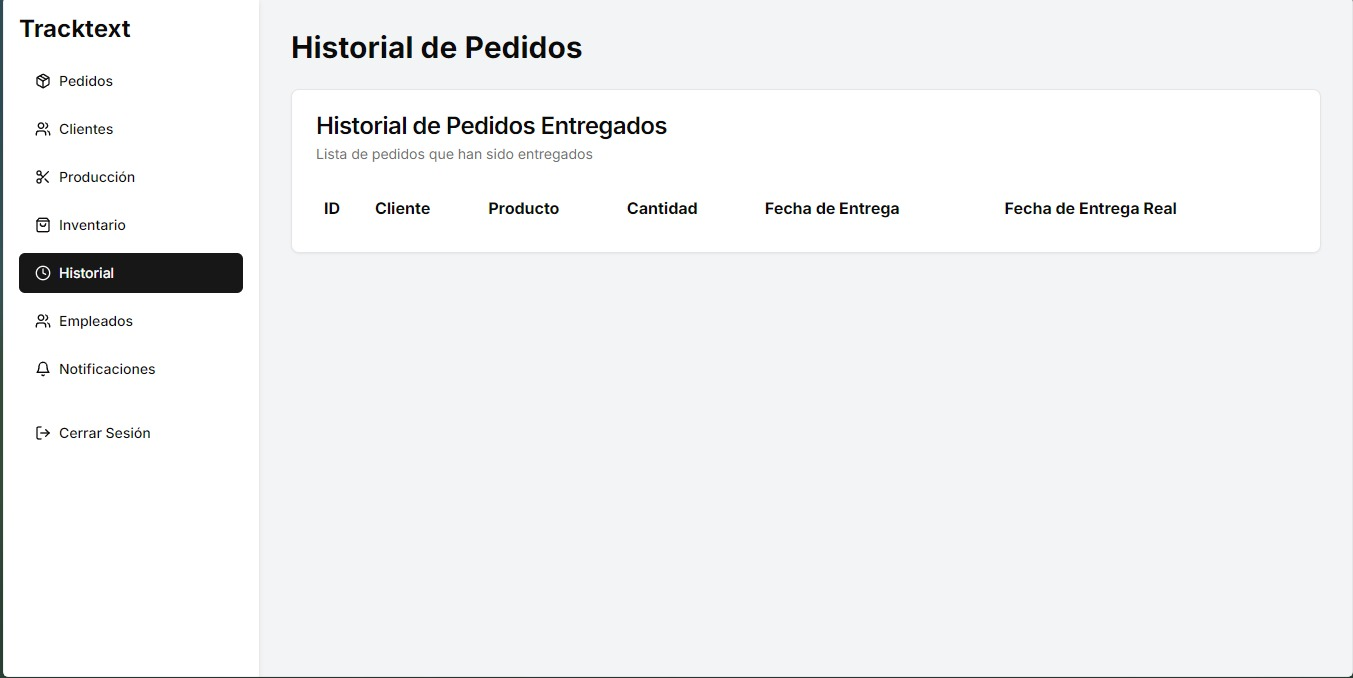 Tracktext
Pedidos
Clientes
Producción
Inventario
Historial
Empleados
Notificaciones
Cerrar Sesión
Historial de Pedidos
Historial de Pedidos Entregados
Lista de pedidos que han sido entregados
ID Cliente Producto Cantidad Fecha de Entrega Fecha de Entrega Real